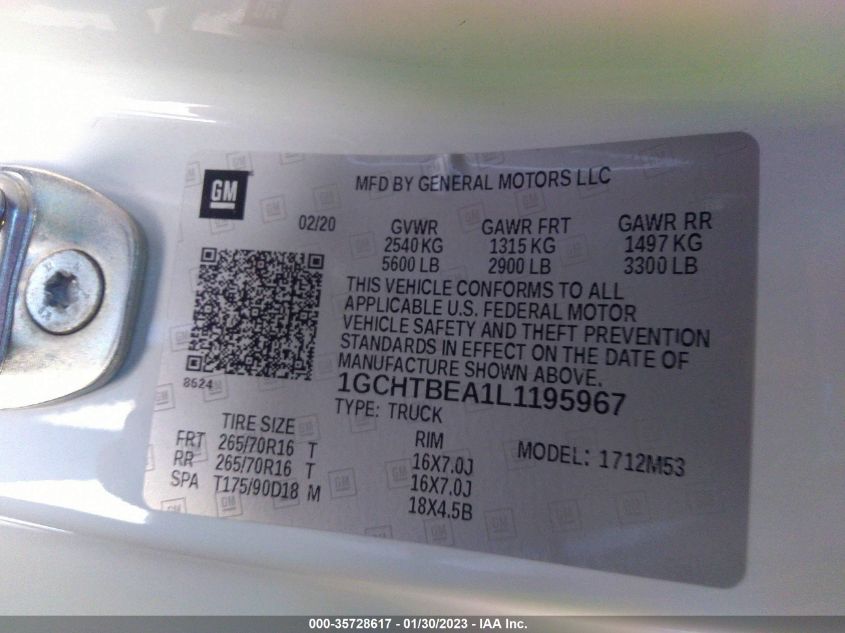 GM
MFD BY GENERAL MOTORS LLC
02/20
GVWR GAWR FRT GAWR RR
2540 KG 1315 KG 1497 KG
5600 LB 2900 LB 3300 LB
THIS VEHICLE CONFORMS TO ALL
APPLICABLE U.S. FEDERAL MOTOR
VEHICLE SAFETY AND THEFT PREVENTION
STANDARDS IN EFFECT ON THE DATE OF
MANUFACTURE SHOWN ABOVE.
8624
1GCHTBEA1L1195967
TYPE: TRUCK
TIRE SIZE RIM MODEL: 1712M53
FRT 265/70R16 T 16X7.0J
RR 265/70R16 T 16X7.0J
SPA T175/90D18 M 18X4.5B
000-35728617 - 01/30/2023 - IAA Inc.